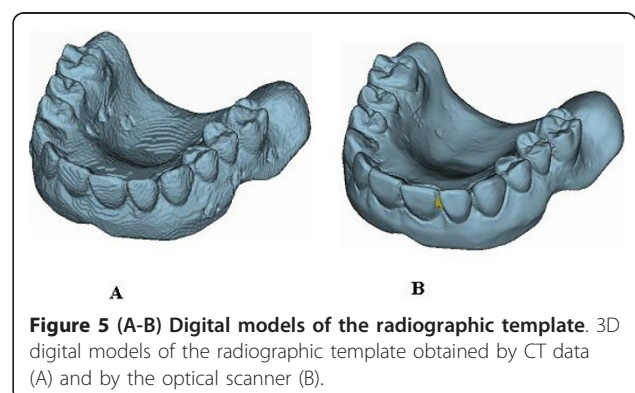 A
B
Figure 5 (A-B) Digital models of the radiographic template. 3D
digital models of the radiographic template obtained by CT data
(A) and by the optical scanner (B).